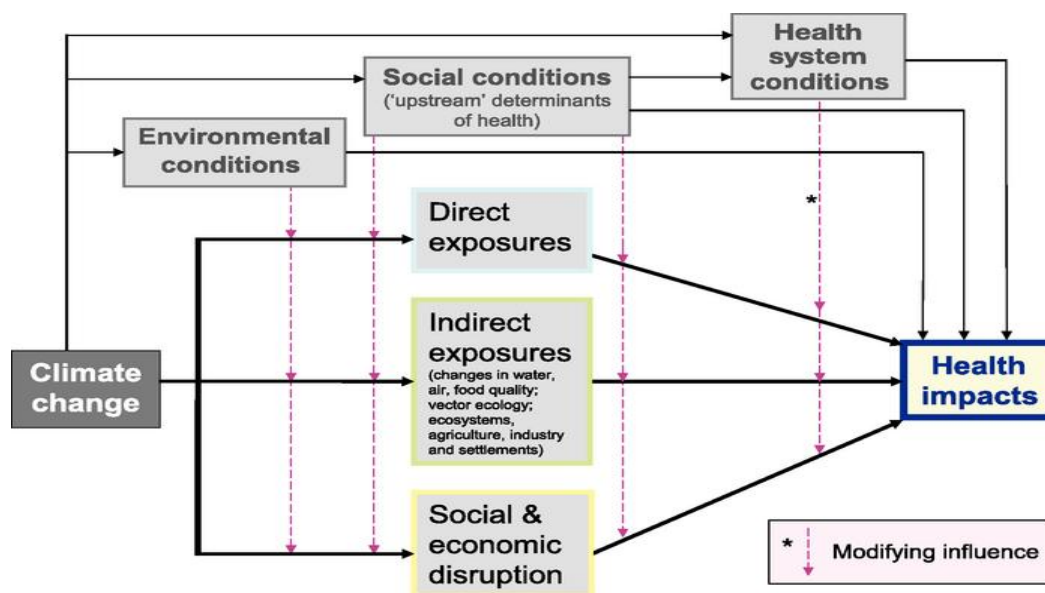 Health
system
conditions
Social conditions
('upstream' determinants
of health)
Environmental
conditions
*
Direct
exposures
Indirect
exposures
(changes in water,
air, food quality;
vector ecology;
ecosystems,
agriculture, industry
and settlements)
Climate
change
Health
impacts
Social &
economic
disruption
* Modifying influence